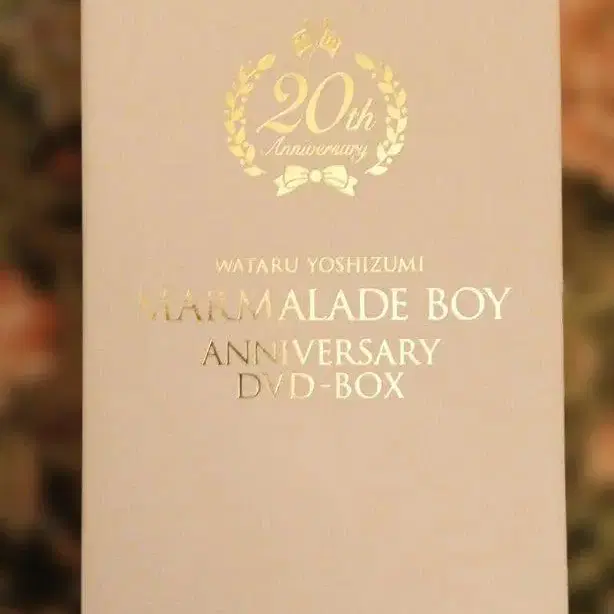 20th
Anniversary
WATARU YOSHIZUMI
MARMALADE BOY
ANNIVERSARY
DVD-BOX